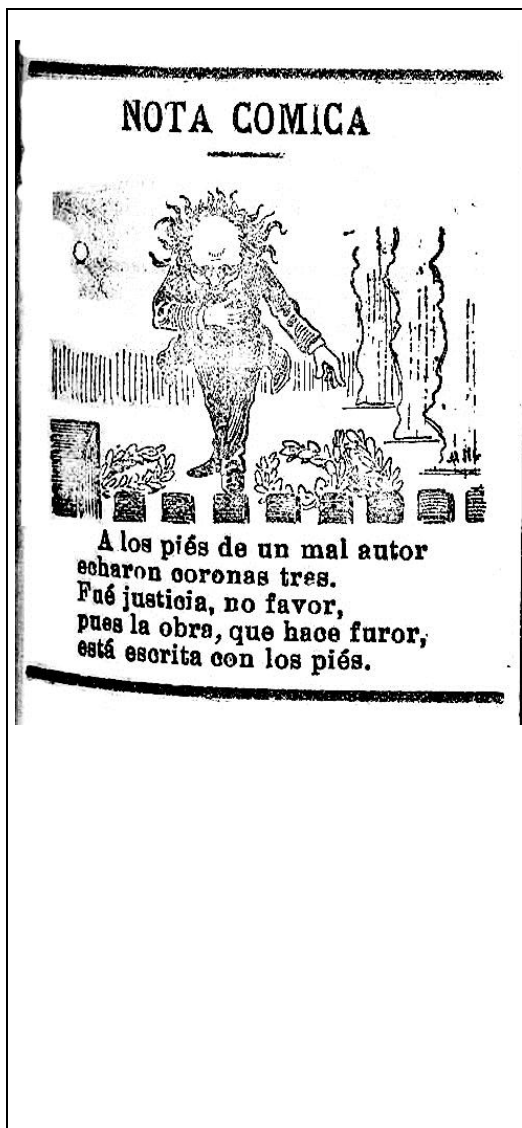 NOTA COMICA
A los piés de un mal autor
echaron coronas tres.
Fué justicia, no favor,
pues la obra, que hace furor,
está escrita con los piés.